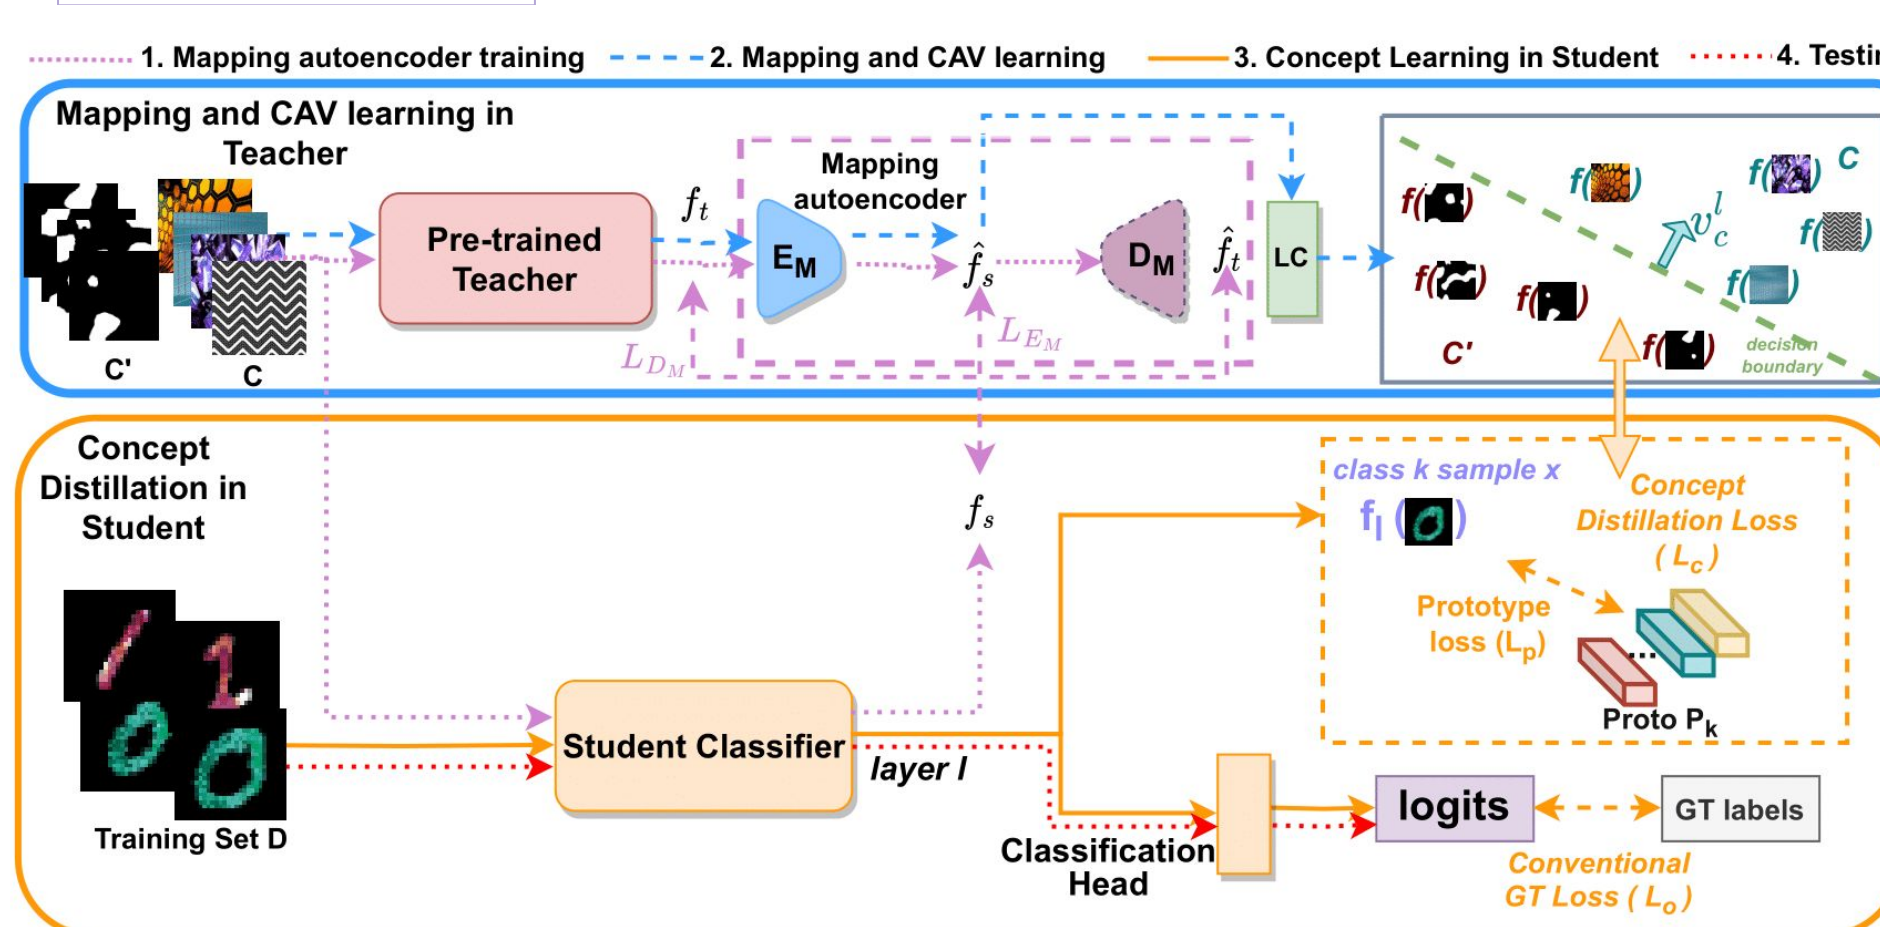 1. Mapping autoencoder training
2. Mapping and CAV learning
3. Concept Learning in Student
4. Testin
Mapping and CAV learning in
Teacher
C'
C
Pre-trained
Teacher
f_t
Mapping
autoencoder
E_M
f̂_s
D_M
f̂_t
L_{D_M}
L_{E_M}
LC
f( )
f( )
f( )
C
v_c^l
f( )
f( )
f( )
f( )
f( )
C'
decision
boundary
Concept
Distillation in
Student
f_s
class k sample x
f_l ( )
Concept
Distillation Loss
( L_c )
Prototype
loss (L_p)
...
Proto P_k
Student Classifier
layer l
Training Set D
Classification
Head
logits
GT labels
Conventional
GT Loss ( L_o )